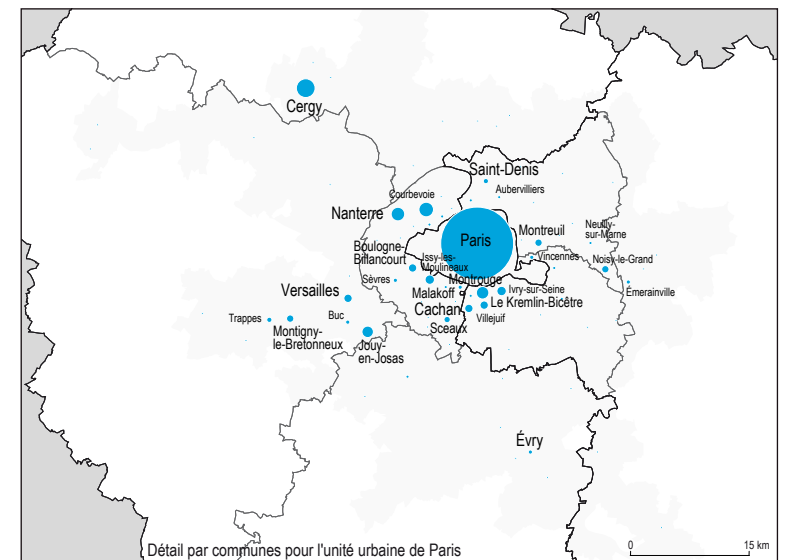 Cergy
Saint-Denis
Aubervilliers
Courbevoie
Nanterre
Paris
Montreuil
Neuilly-
sur-Marne
Boulogne-
Billancourt
Issy-les-
Moulineaux
Vincennes
Noisy-le-Grand
Sèvres
Montrouge
Versailles
Malakoff
Ivry-sur-Seine
Émerainville
Le Kremlin-Bicêtre
Cachan
Trappes
Buc
Villejuif
Montigny-
le-Bretonneux
Sceaux
Jouy-
en-Josas
Évry
0
15 km
Détail par communes pour l'unité urbaine de Paris